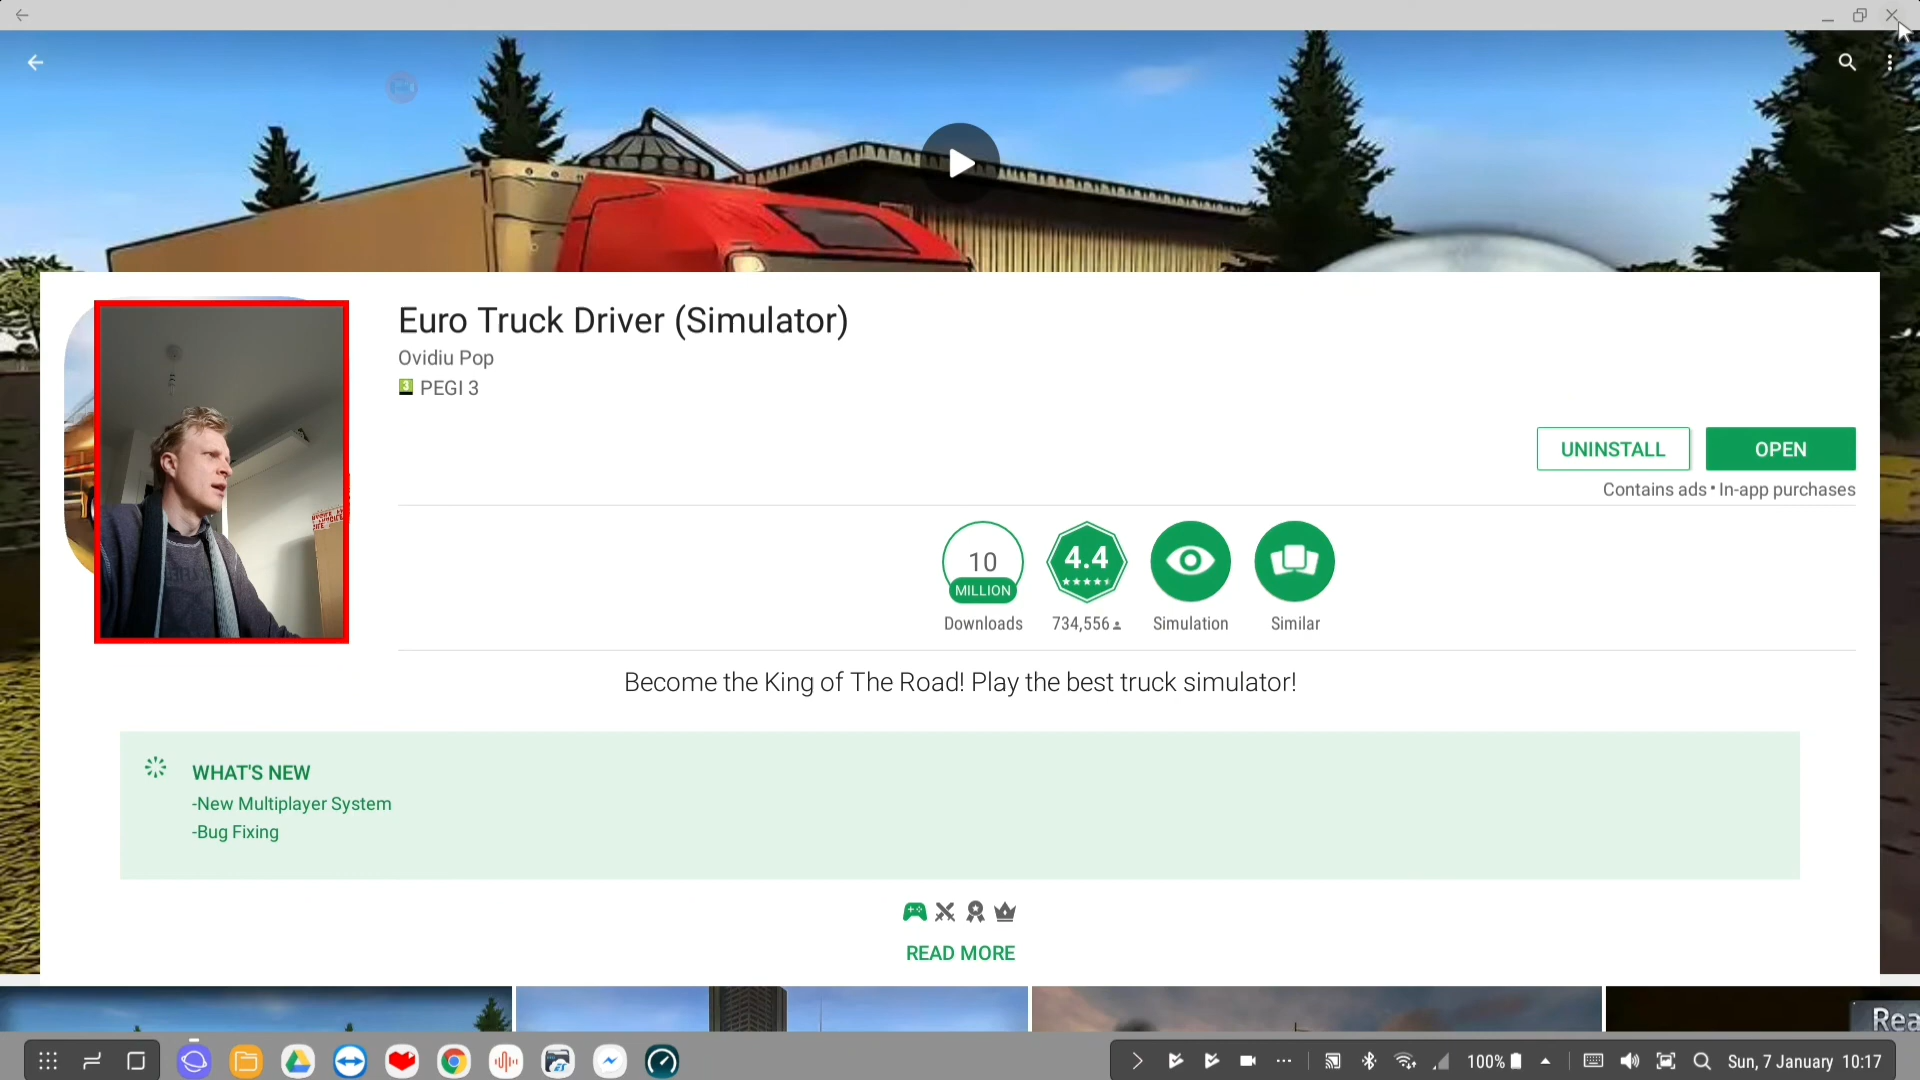 Euro Truck Driver (Simulator)
Ovidiu Pop
3 PEGI 3
UNINSTALL
OPEN
Contains ads • In-app purchases
10
MILLION
Downloads
4.4
734,556
Simulation
Similar
Become the King of The Road! Play the best truck simulator!
WHAT'S NEW
-New Multiplayer System
-Bug Fixing
READ MORE
Rea
100%
Sun, 7 January 10:17